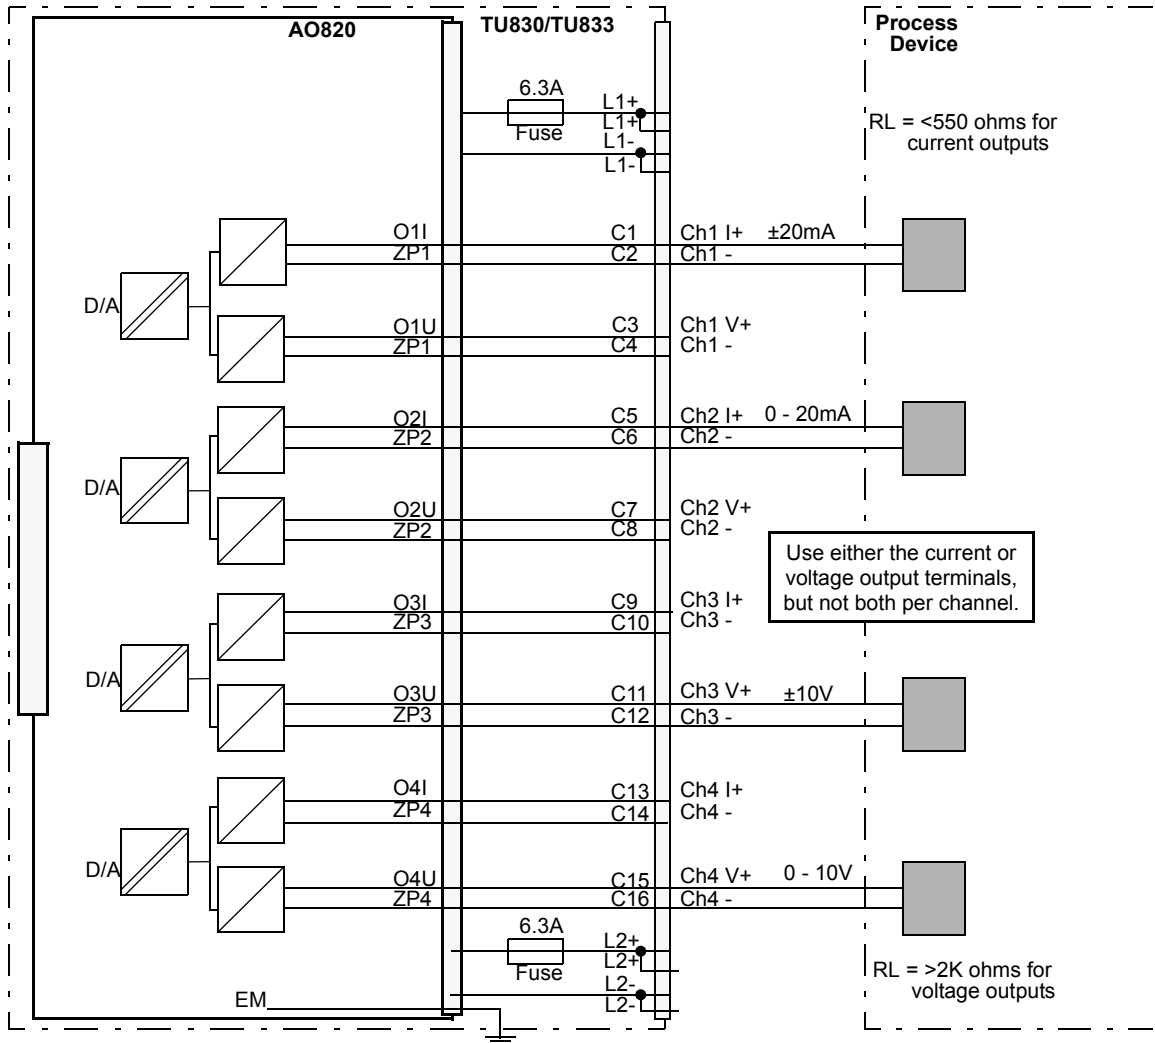 AO820
TU830/TU833
Process
Device
6.3A
Fuse
L1+
L1+
L1-
L1-
RL = <550 ohms for
current outputs
O1I
C1
Ch1 I+
±20mA
ZP1
C2
Ch1 -
D/A
O1U
C3
Ch1 V+
ZP1
C4
Ch1 -
O2I
C5
Ch2 I+
0 - 20mA
ZP2
C6
Ch2 -
D/A
O2U
C7
Ch2 V+
ZP2
C8
Ch2 -
Use either the current or
voltage output terminals,
but not both per channel.
O3I
C9
Ch3 I+
ZP3
C10
Ch3 -
D/A
O3U
C11
Ch3 V+
±10V
ZP3
C12
Ch3 -
O4I
C13
Ch4 I+
ZP4
C14
Ch4 -
D/A
O4U
C15
Ch4 V+
0 - 10V
ZP4
C16
Ch4 -
6.3A
Fuse
L2+
L2+
L2-
L2-
RL = >2K ohms for
voltage outputs
EM